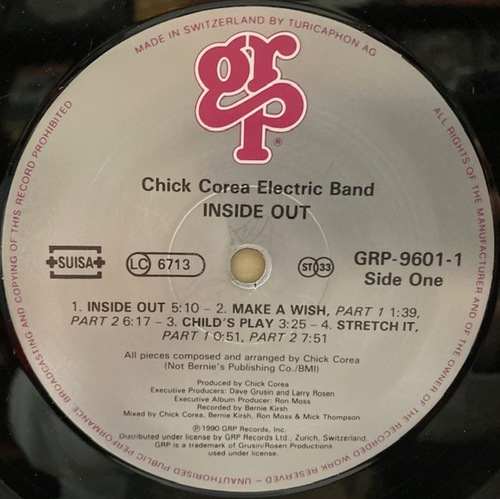 MADE IN SWITZERLAND BY TURICAPHON AG
grp®
Chick Corea Electric Band
INSIDE OUT
SUISA
LC 6713
ST 33
GRP-9601-1
Side One
1. INSIDE OUT 5:10 – 2. MAKE A WISH, PART 1 1:39,
PART 2 6:17 – 3. CHILD'S PLAY 3:25 – 4. STRETCH IT,
PART 1 0:51, PART 2 7:51
All pieces composed and arranged by Chick Corea
(Not Bernie's Publishing Co./BMI)
Produced by Chick Corea
Executive Producers: Dave Grusin and Larry Rosen
Executive Album Producer: Ron Moss
Recorded by Bernie Kirsh
Mixed by Chick Corea, Bernie Kirsh, Ron Moss & Mick Thompson
℗1990 GRP Records, Inc.
Distributed under license by GRP Records Ltd., Zurich, Switzerland
GRP is a trademark of Grusin/Rosen Productions
ALL RIGHTS OF THE MANUFACTURER AND OF THE OWNER OF THE RECORDED WORK RESERVED – UNAUTHORISED PUBLIC PERFORMANCE BROADCASTING AND COPYING OF THIS RECORD PROHIBITED